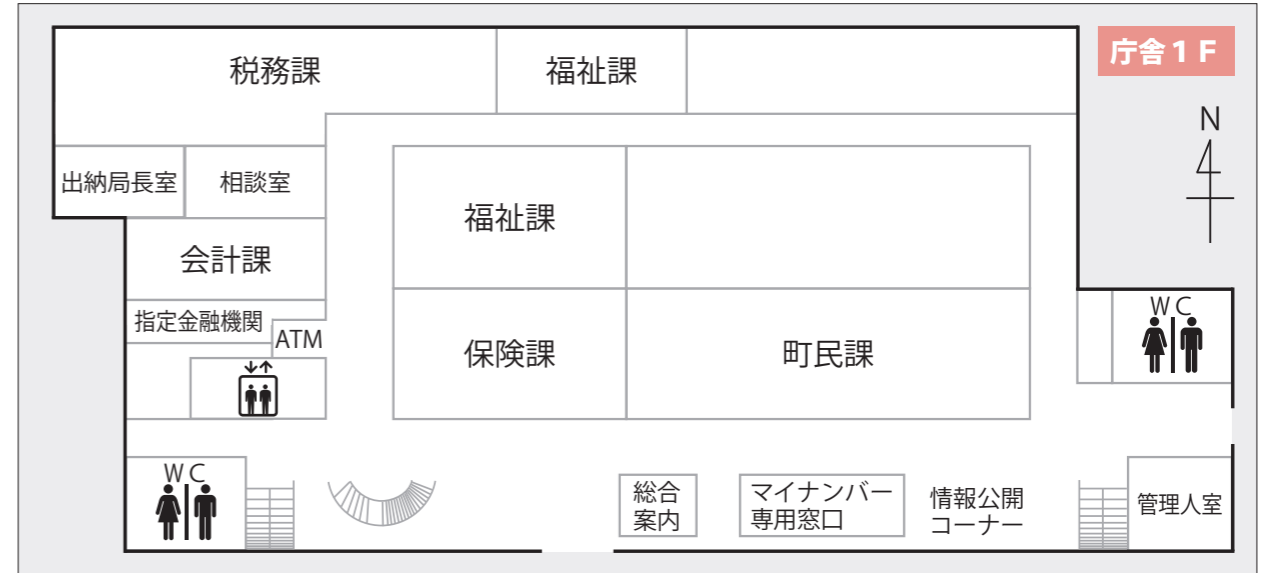 庁舎１Ｆ
N
税務課
福祉課
出納局長室
相談室
福祉課
会計課
指定金融機関
ATM
保険課
町民課
WC
WC
総合
案内
マイナンバー
専用窓口
情報公開
コーナー
管理人室